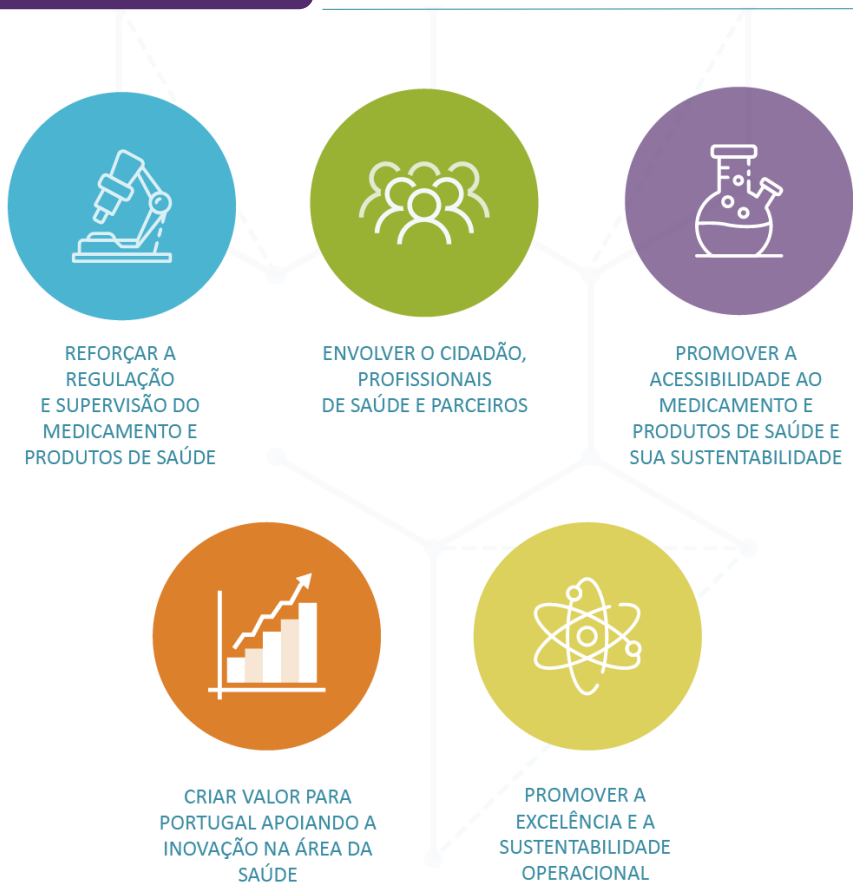 REFORÇAR A
REGULAÇÃO
E SUPERVISÃO DO
MEDICAMENTO E
PRODUTOS DE SAÚDE
ENVOLVER O CIDADÃO,
PROFISSIONAIS
DE SAÚDE E PARCEIROS
PROMOVER A
ACESSIBILIDADE AO
MEDICAMENTO E
PRODUTOS DE SAÚDE E
SUA SUSTENTABILIDADE
CRIAR VALOR PARA
PORTUGAL APOIANDO A
INOVAÇÃO NA ÁREA DA
SAÚDE
PROMOVER A
EXCELÊNCIA E A
SUSTENTABILIDADE
OPERACIONAL